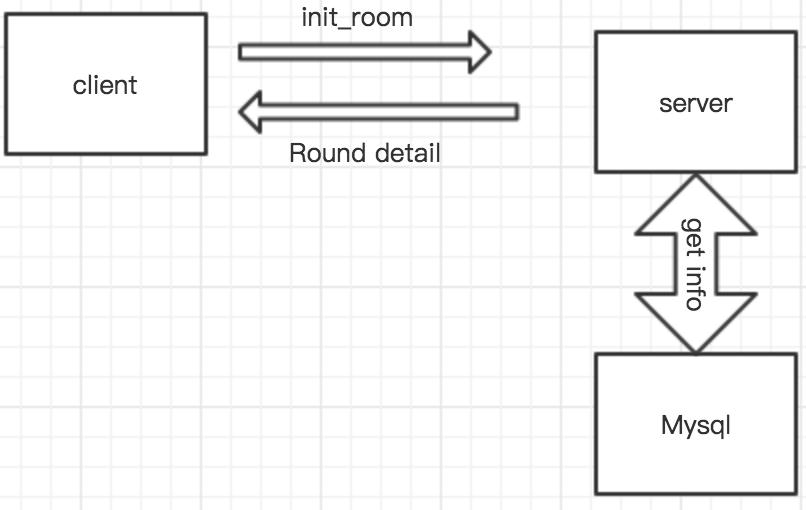 init_room
client
server
Round detail
get info
Mysql